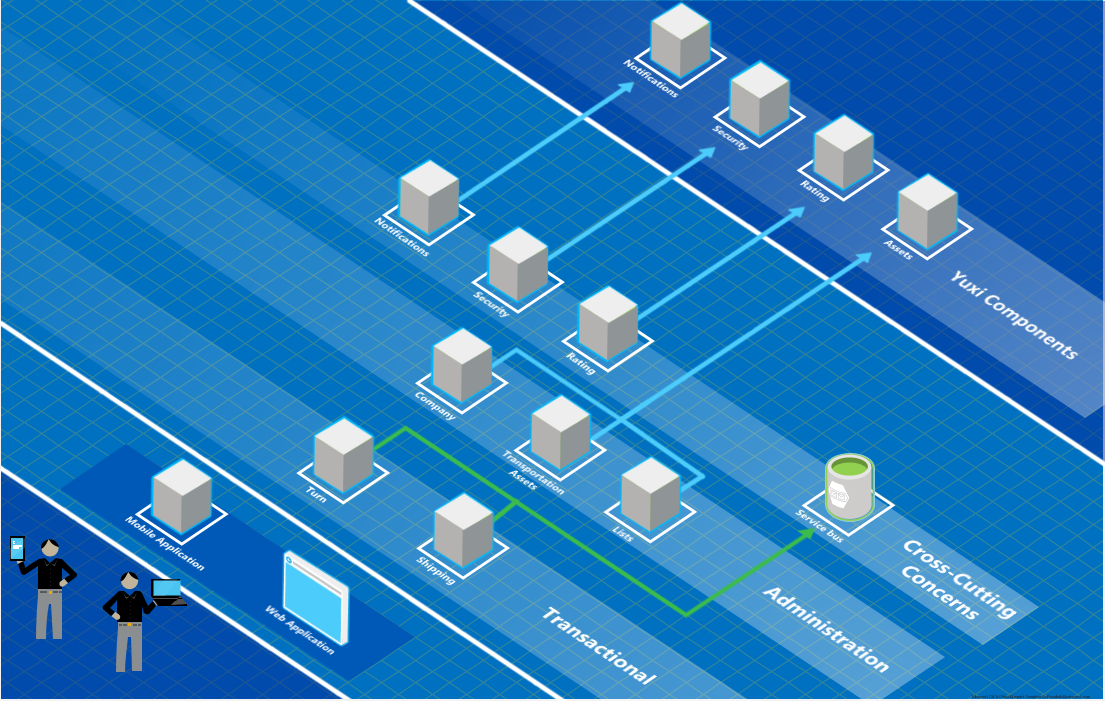 Notifications
Security
Rating
Assets
Yuxi Components
Notifications
Security
Rating
Company
Transportation
Assets
Lists
Turn
Shipping
Service bus
Cross-Cutting
Concerns
Administration
Transactional
Mobile Application
Web Application